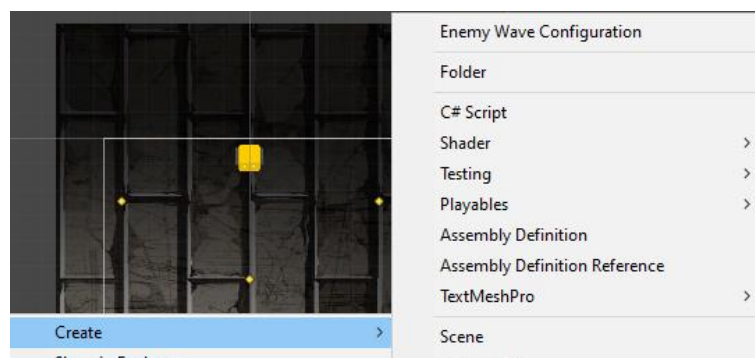 Enemy Wave Configuration
Folder
C# Script
Shader
Testing
Playables
Assembly Definition
Assembly Definition Reference
TextMeshPro
Create
Scene